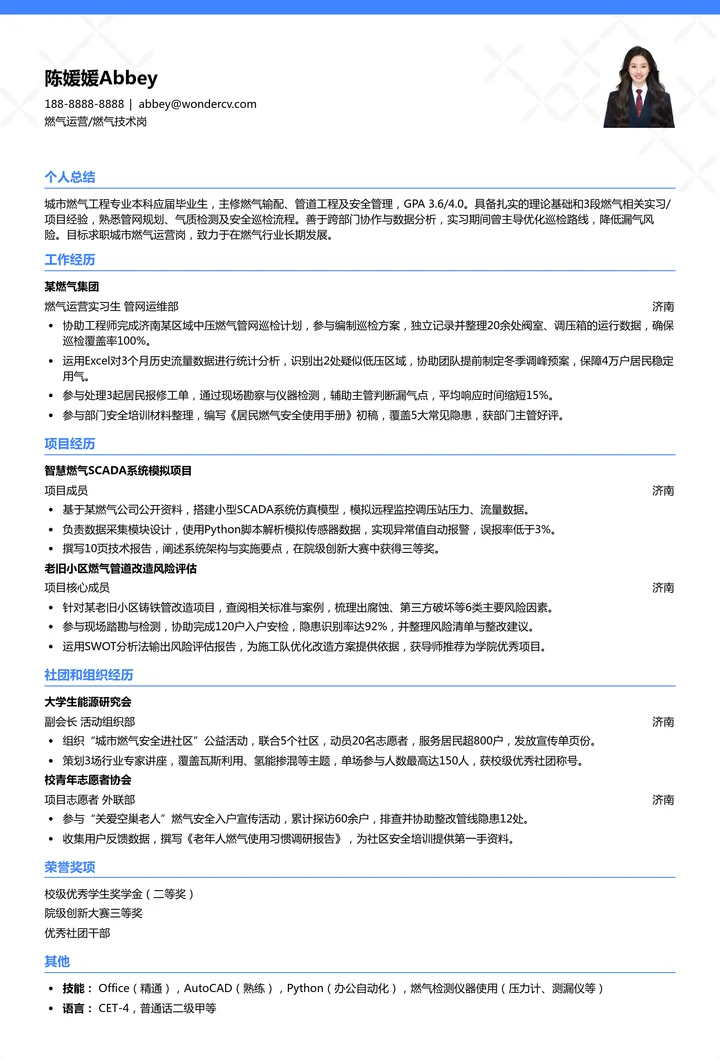 陈媛媛Abbey
188-8888-8888 | abbey@wondercv.com
燃气运营/燃气技术岗
个人总结
城市燃气工程专业本科应届毕业生，主修燃气输配、管道工程及安全管理，GPA 3.6/4.0。具备扎实的理论基础和3段燃气相关实习/
项目经验，熟悉管网规划、气质检测及安全巡检流程。善于跨部门协作与数据分析，实习期间曾主导优化巡检路线，降低漏气风
险。目标求职城市燃气运营岗，致力于在燃气行业长期发展。
工作经历
某燃气集团
燃气运营实习生 管网运维部 济南
• 协助工程师完成济南某区域中压燃气管网巡检计划，参与编制巡检方案，独立记录并整理20余处阀室、调压箱的运行数据，确保
巡检覆盖率100%。
• 运用Excel对3个月历史流量数据进行统计分析，识别出2处疑似低压区域，协助团队提前制定冬季调峰预案，保障4万户居民稳定
用气。
• 参与处理3起居民报修工单，通过现场勘察与仪器检测，辅助主管判断漏气点，平均响应时间缩短15%。
• 参与部门安全培训材料整理，编写《居民燃气安全使用手册》初稿，覆盖5大常见隐患，获部门主管好评。
项目经历
智慧燃气SCADA系统模拟项目
项目成员 济南
• 基于某燃气公司公开资料，搭建小型SCADA系统仿真模型，模拟远程监控调压站压力、流量数据。
• 负责数据采集模块设计，使用Python脚本解析模拟传感器数据，实现异常值自动报警，误报率低于3%。
• 撰写10页技术报告，阐述系统架构与实施要点，在院级创新大赛中获得三等奖。
老旧小区燃气管道改造风险评估
项目核心成员 济南
• 针对某老旧小区铸铁管改造项目，查阅相关标准与案例，梳理出腐蚀、第三方破坏等6类主要风险因素。
• 参与现场踏勘与检测，协助完成120户入户安检，隐患识别率达92%，并整理风险清单与整改建议。
• 运用SWOT分析法输出风险评估报告，为施工队优化改造方案提供依据，获导师推荐为学院优秀项目。
社团和组织经历
大学生能源研究会
副会长 活动组织部 济南
• 组织“城市燃气安全进社区”公益活动，联合5个社区，动员20名志愿者，服务居民超800户，发放宣传单页份。
• 策划3场行业专家讲座，覆盖瓦斯利用、氢能掺混等主题，单场参与人数最高达150人，获校级优秀社团称号。
校青年志愿者协会
项目志愿者 外联部 济南
• 参与“关爱空巢老人”燃气安全入户宣传活动，累计探访60余户，排查并协助整改管线隐患12处。
• 收集用户反馈数据，撰写《老年人燃气使用习惯调研报告》，为社区安全培训提供第一手资料。
荣誉奖项
校级优秀学生奖学金（二等奖）
院级创新大赛三等奖
优秀社团干部
其他
• 技能： Office（精通），AutoCAD（熟练），Python（办公自动化），燃气检测仪器使用（压力计、测漏仪等）
• 语言： CET-4，普通话二级甲等